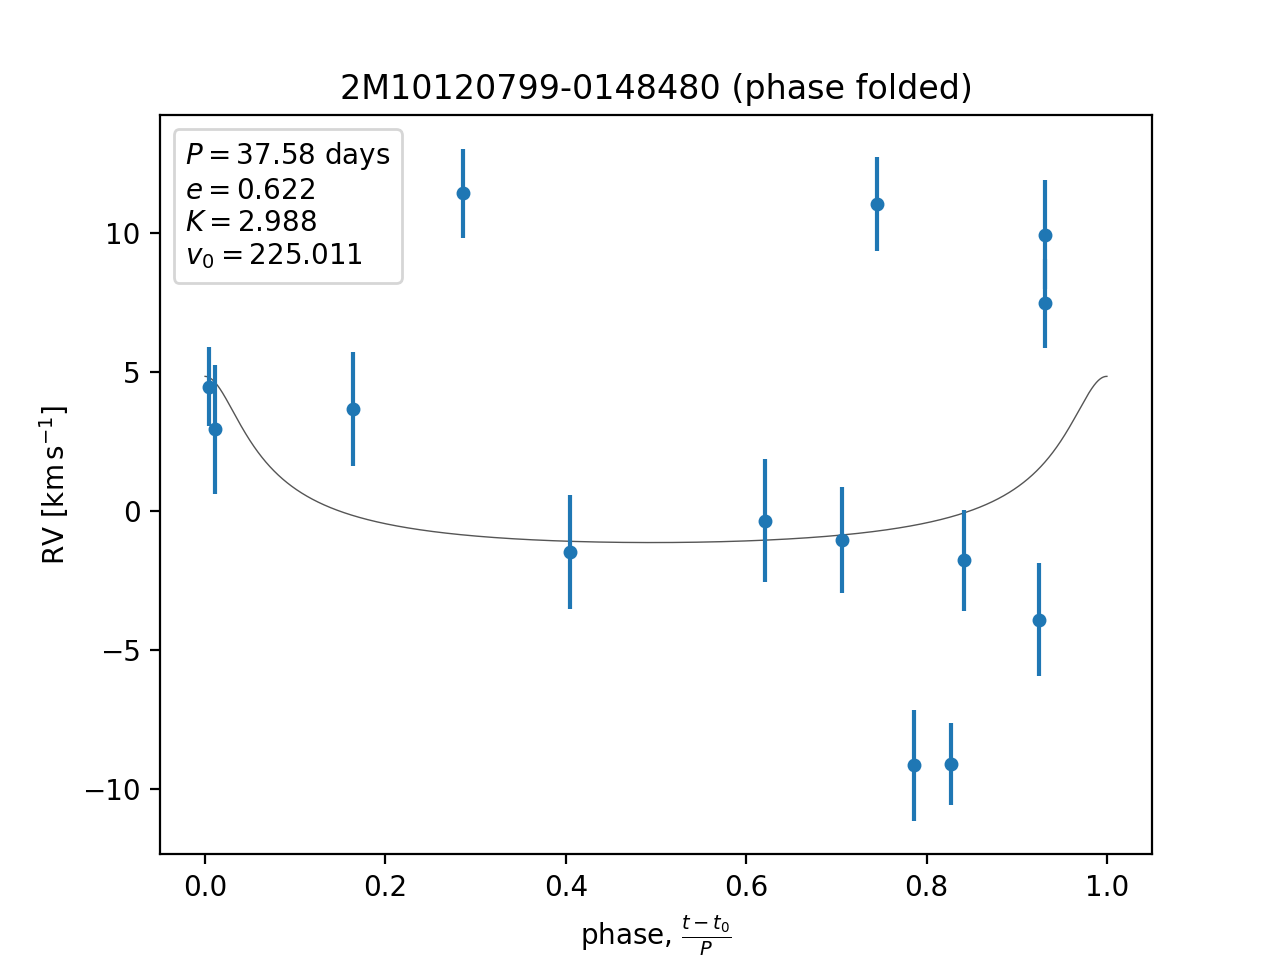 2M10120799-0148480 (phase folded)
P = 37.58 days
e = 0.622
K = 2.988
v₀ = 225.011
10
5
0
−5
−10
RV [km s⁻¹]
0.0 0.2 0.4 0.6 0.8 1.0
phase, (t − t₀)/P